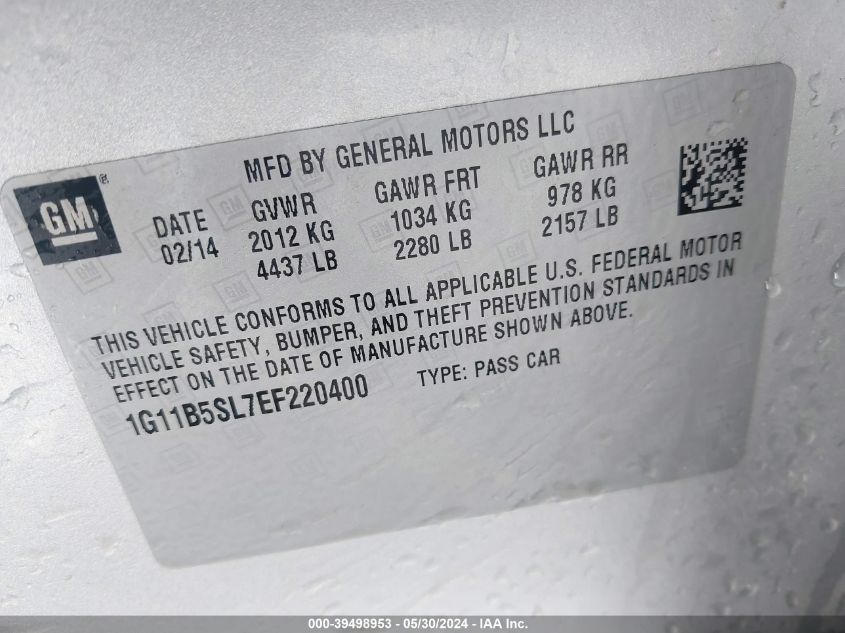 MFD BY GENERAL MOTORS LLC
GM®
DATE GVWR GAWR FRT GAWR RR
02/14 2012 KG 1034 KG 978 KG
4437 LB 2280 LB 2157 LB
THIS VEHICLE CONFORMS TO ALL APPLICABLE U.S. FEDERAL MOTOR
VEHICLE SAFETY, BUMPER, AND THEFT PREVENTION STANDARDS IN
EFFECT ON THE DATE OF MANUFACTURE SHOWN ABOVE.
1G11B5SL7EF220400 TYPE: PASS CAR
000-39498953 - 05/30/2024 - IAA Inc.